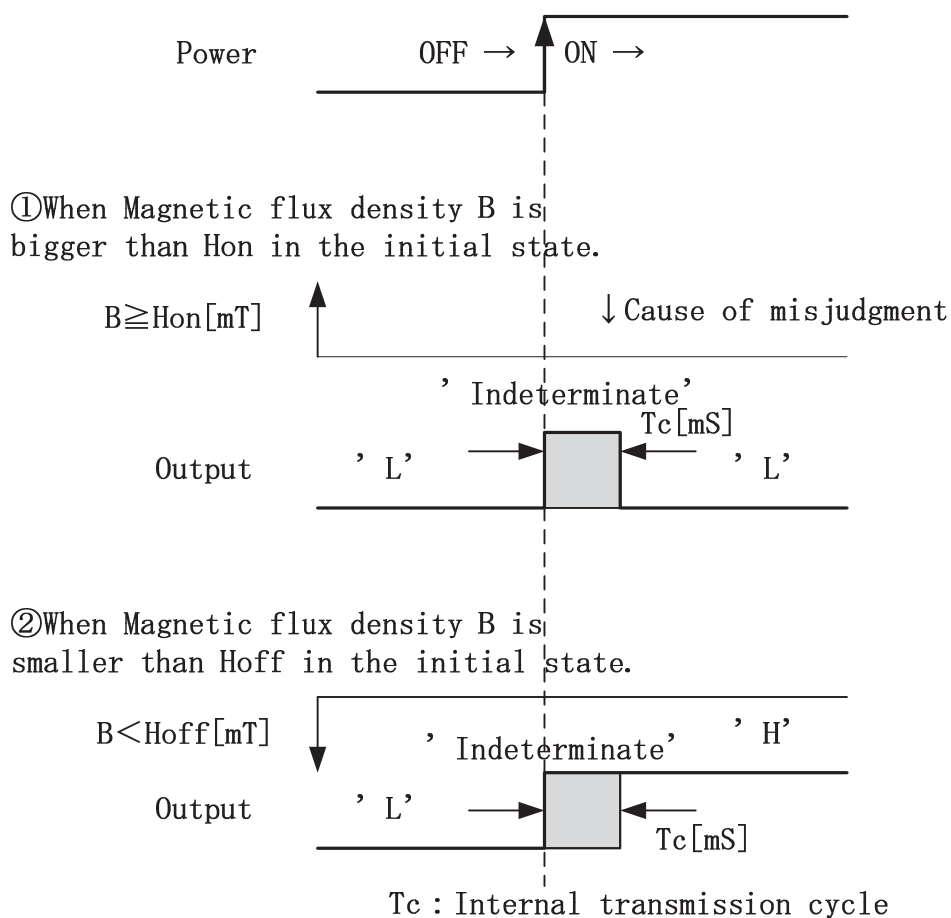 Power OFF → ON →
①When Magnetic flux density B is
bigger than Hon in the initial state.
B≧Hon[mT] ↓Cause of misjudgment
' Indeterminate'
Tc[mS]
Output ' L' ' L'
②When Magnetic flux density B is
smaller than Hoff in the initial state.
B<Hoff[mT] ' Indeterminate' ' H'
Output ' L'
Tc[mS]
Tc：Internal transmission cycle